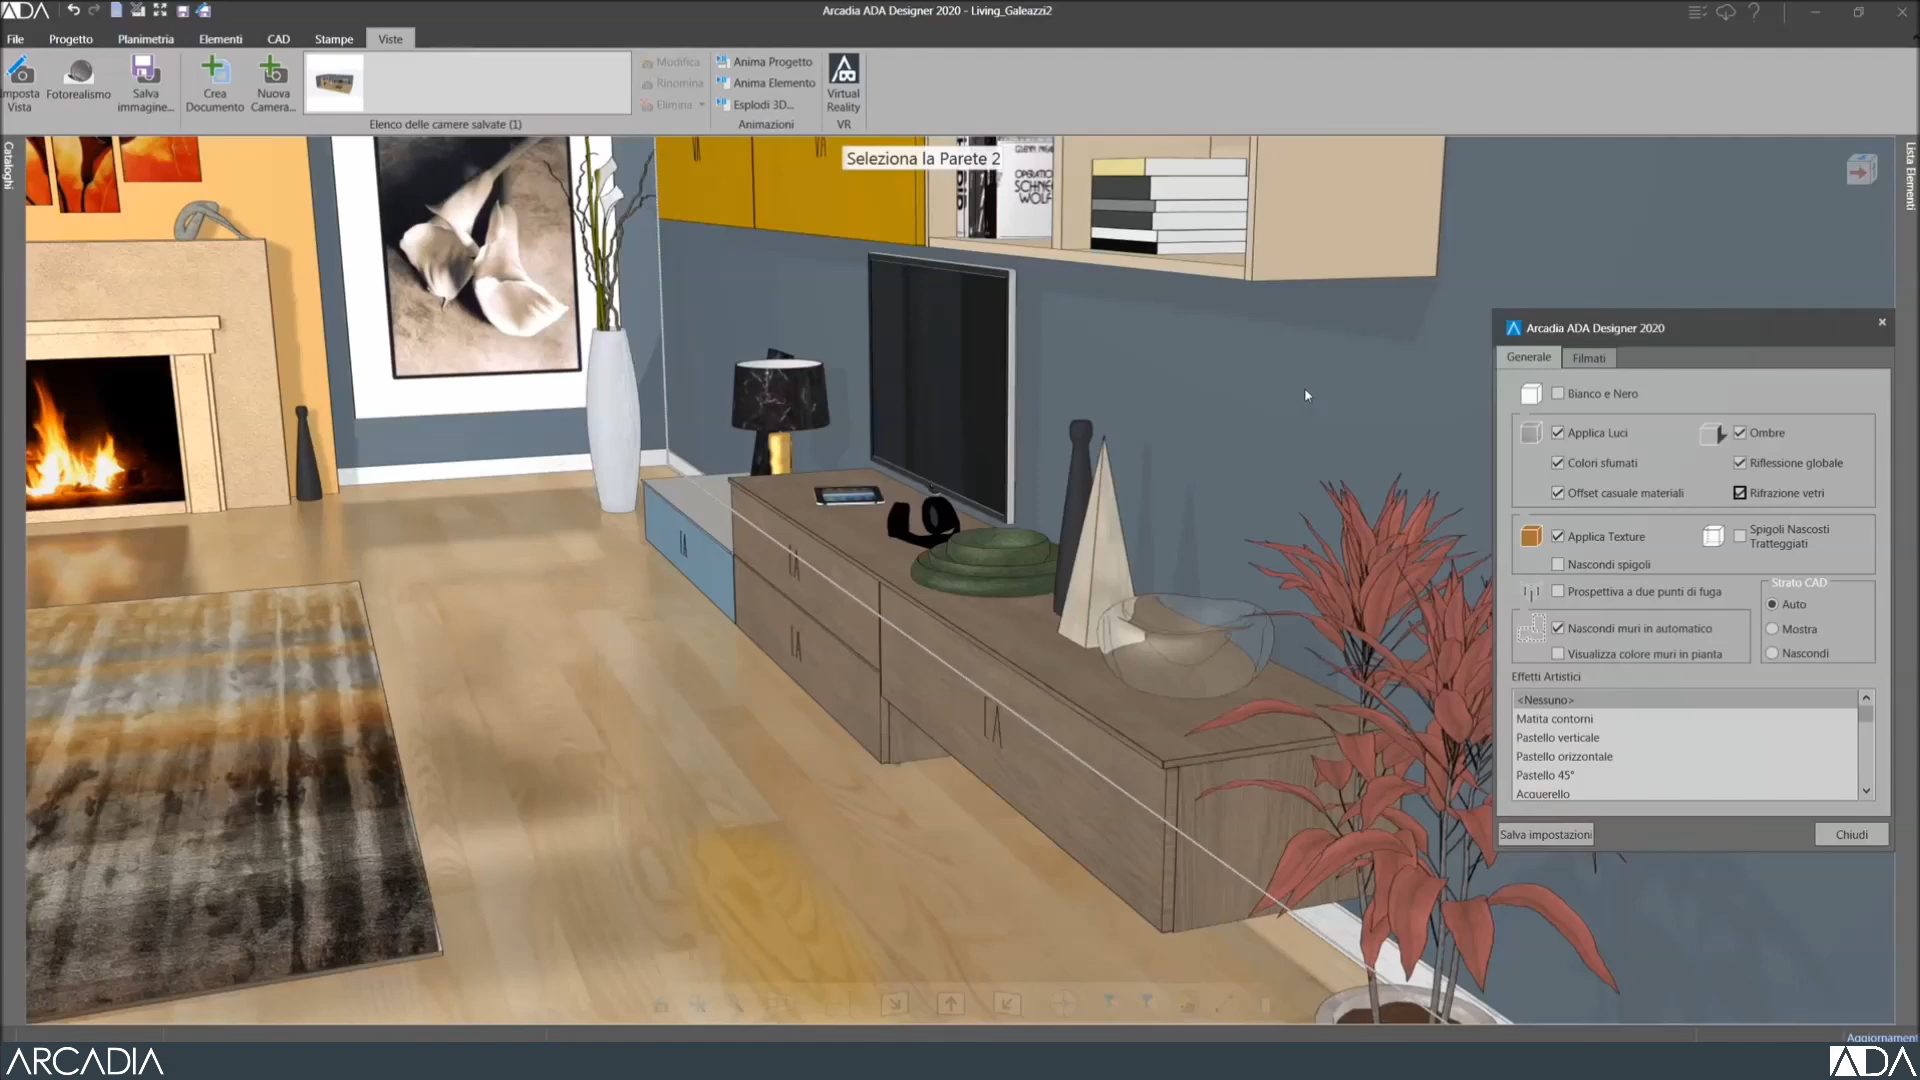 ADA
Arcadia ADA Designer 2020 - Living_Galeazzi2
File Progetto Planimetria Elementi CAD Stampe Viste
Imposta Vista
Fotorealismo
Salva immagine...
Crea Documento
Nuova Camera...
Elenco delle camere salvate (1)
Modifica
Rinomina
Elimina
Anima Progetto
Anima Elemento
Esplodi 3D...
Animazioni
Virtual Reality
VR
Cataloghi
Lista Elementi
Seleziona la Parete 2
OPERATIO
SCHNE
WOLF
Arcadia ADA Designer 2020
Generale Filmati
Bianco e Nero
Applica Luci
Ombre
Colori sfumati
Riflessione globale
Offset casuale materiali
Rifrazione vetri
Applica Texture
Spigoli Nascosti
Tratteggiati
Nascondi spigoli
Prospettiva a due punti di fuga
Strato CAD
Auto
Nascondi muri in automatico
Mostra
Visualizza colore muri in pianta
Nascondi
Effetti Artistici
<Nessuno>
Matita contorni
Pastello verticale
Pastello orizzontale
Pastello 45°
Acquerello
Salva impostazioni
Chiudi
Aggiornament
ARCADIA
ADA